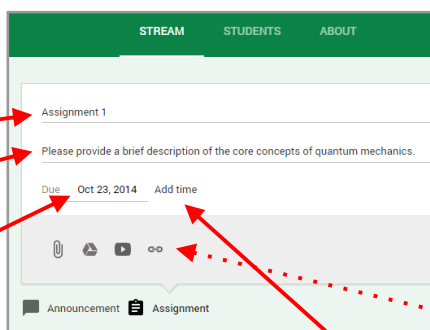 STREAM STUDENTS ABOUT
Assignment 1
Please provide a brief description of the core concepts of quantum mechanics.
Due Oct 23, 2014 Add time
Announcement Assignment